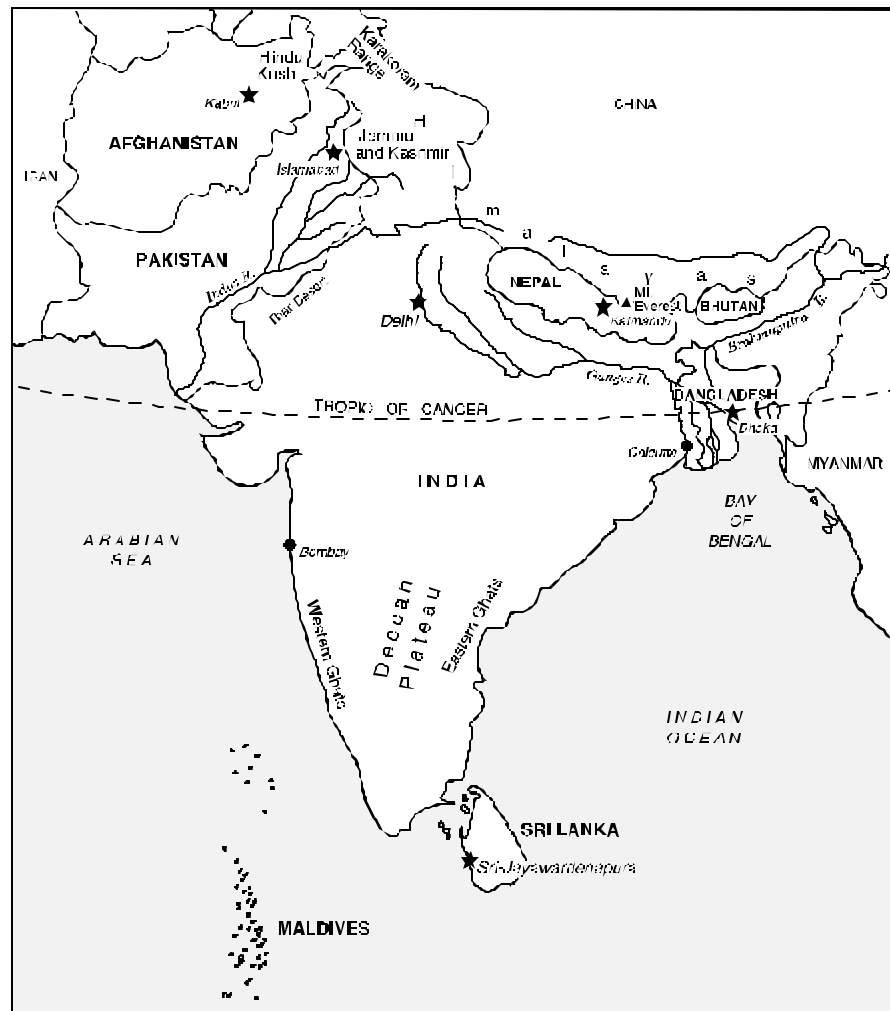 Hindu
Kush
Karakoram
Range
Kabul
CHINA
AFGHANISTAN
Jammu
and Kashmir
Islamabad
IRAN
H
i
m
a
l
a
y
a
s
PAKISTAN
Indus R.
Thar Desert
NEPAL
Mt.
Everest
BHUTAN
Katmandu
Delhi
Brahmaputra R.
Ganges R.
BANGLADESH
TROPIC OF CANCER
Dhaka
Calcutta
MYANMAR
INDIA
BAY
OF
BENGAL
ARABIAN
SEA
Bombay
Western Ghats
Deccan
Plateau
Eastern Ghats
INDIAN
OCEAN
SRI LANKA
Sri-Jayawardenapura
MALDIVES